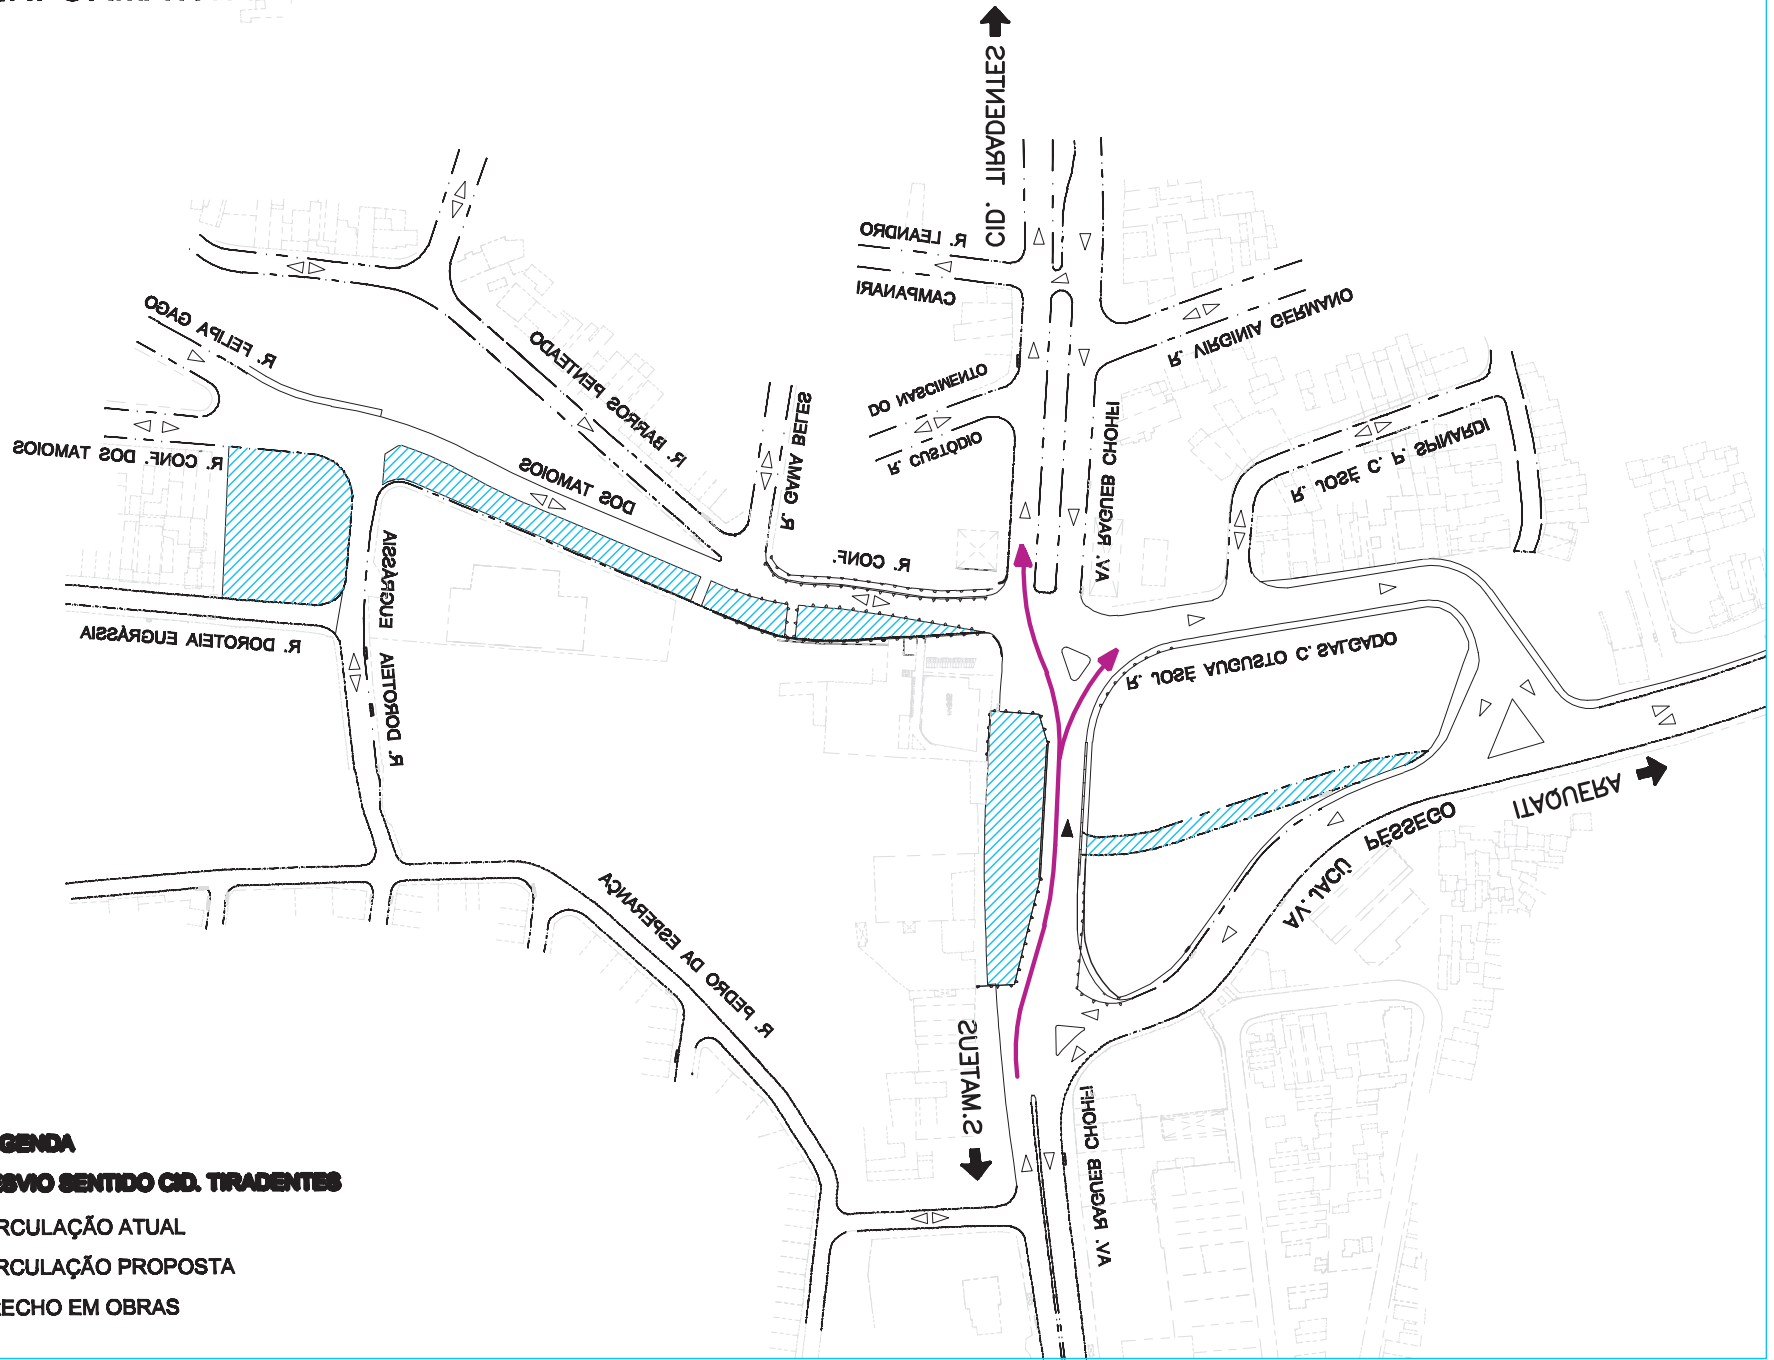 CID. TIRADENTES
R. LEANDRO
CAMPANARI
R. FELIPA GAGO
R. VIRGINIA GERMANO
R. BARROS PENTEADO
DO NASCIMENTO
R. CUSTÓDIO
R. GAMA BELES
AV. RAGUEB CHOHFI
R. JOSÉ C. P. SPINARDI
R. CONF. DOS TAMOIOS
DOS TAMOIOS
R. CONF.
R. DOROTEIA EUGRÁSSIA
R. DOROTEIA EUGRÁSSIA
R. JOSÉ AUGUSTO C. SALGADO
ITAQUERA
AV. JACÚ PÊSSEGO
R. PEDRO DA ESPERANÇA
S.MATEUS
AV. RAGUEB CHOHFI
GENDA
ESVIO SENTIDO CID. TIRADENTES
RCULAÇÃO ATUAL
RCULAÇÃO PROPOSTA
ECHO EM OBRAS